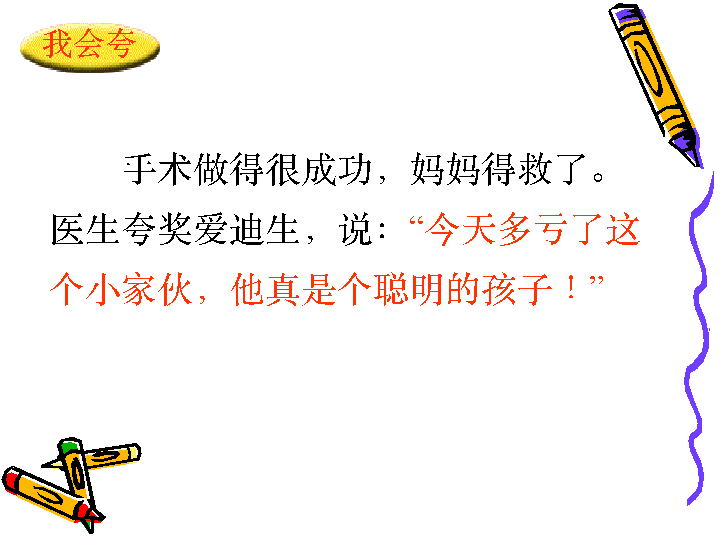 我会夸
手术做得很成功，妈妈得救了。
医生夸奖爱迪生，说：“今天多亏了这
个小家伙，他真是个聪明的孩子！”